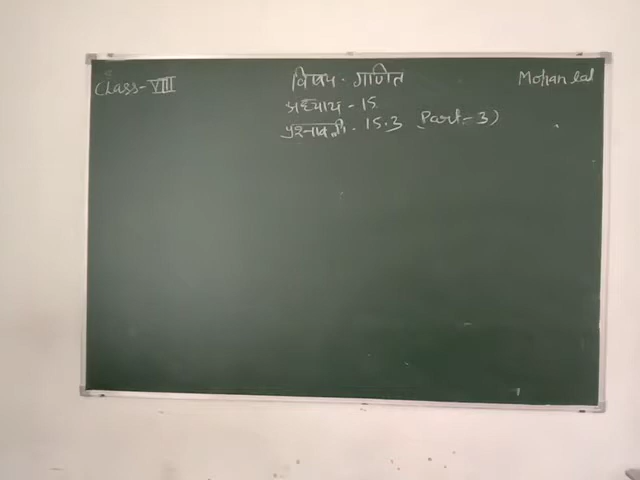 Class-VIII विषय - गणित Mohan Lal
अध्याय - 15
प्रश्नावली - 15.3 Part-3)